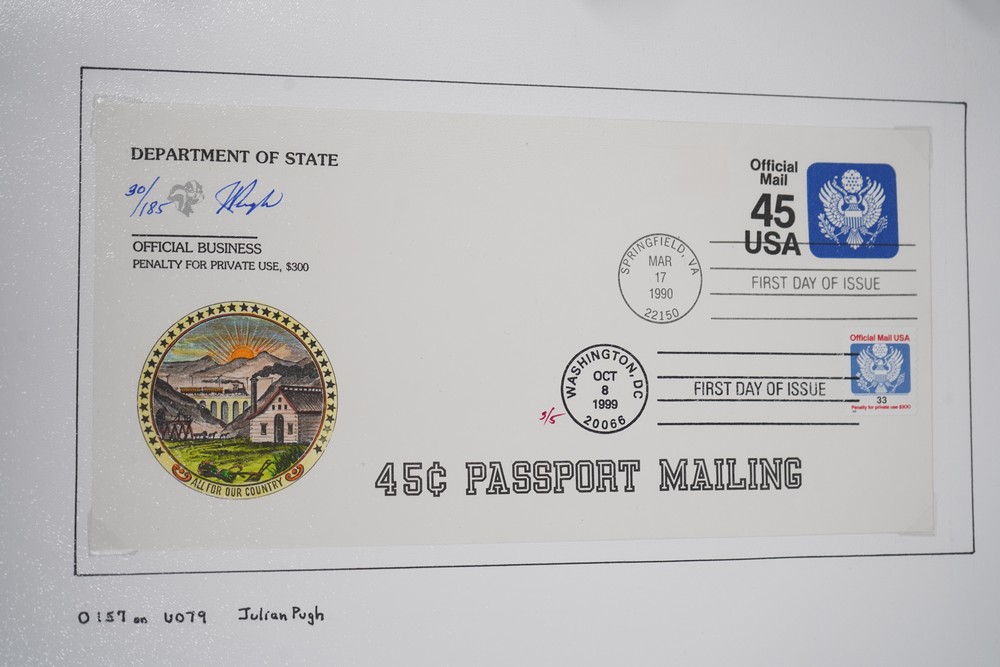 DEPARTMENT OF STATE
30/185 JPugh
OFFICIAL BUSINESS
PENALTY FOR PRIVATE USE, $300
Official
Mail
45
USA
SPRINGFIELD, VA
MAR
17
1990
22150
FIRST DAY OF ISSUE
Official Mail USA
33
Penalty for private use $300
WASHINGTON, DC
OCT
8
1999
20066
FIRST DAY OF ISSUE
3/5
ALL FOR OUR COUNTRY
45¢ PASSPORT MAILING
O157 on UO79 Julian Pugh